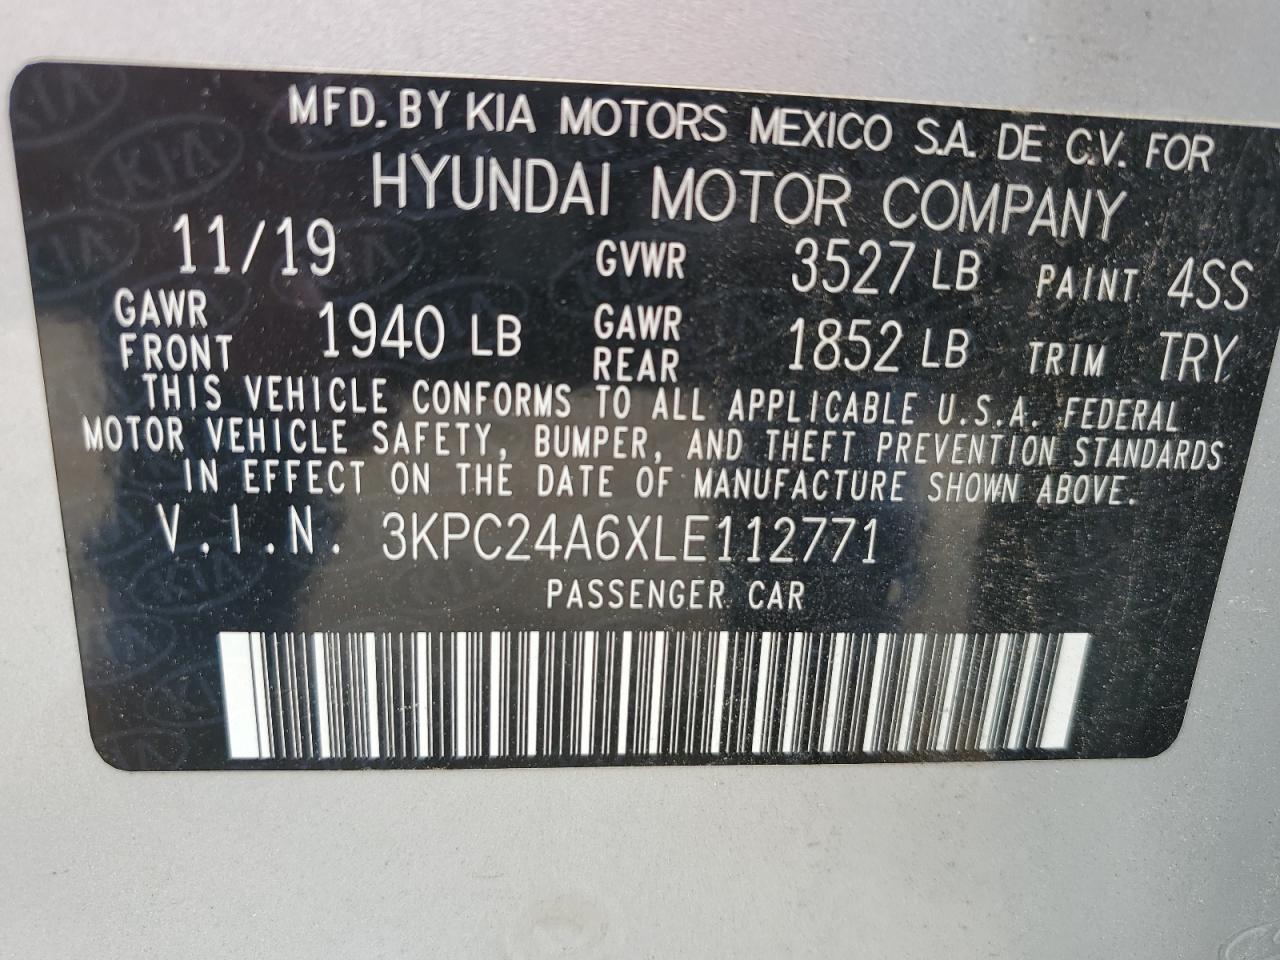 MFD. BY KIA MOTORS MEXICO S.A. DE C.V. FOR
HYUNDAI MOTOR COMPANY
11/19 GVWR 3527 LB PAINT 4SS
GAWR FRONT 1940 LB GAWR REAR 1852 LB TRIM TRY
THIS VEHICLE CONFORMS TO ALL APPLICABLE U.S.A. FEDERAL
MOTOR VEHICLE SAFETY, BUMPER, AND THEFT PREVENTION STANDARDS
IN EFFECT ON THE DATE OF MANUFACTURE SHOWN ABOVE.
V.I.N. 3KPC24A6XLE112771
PASSENGER CAR